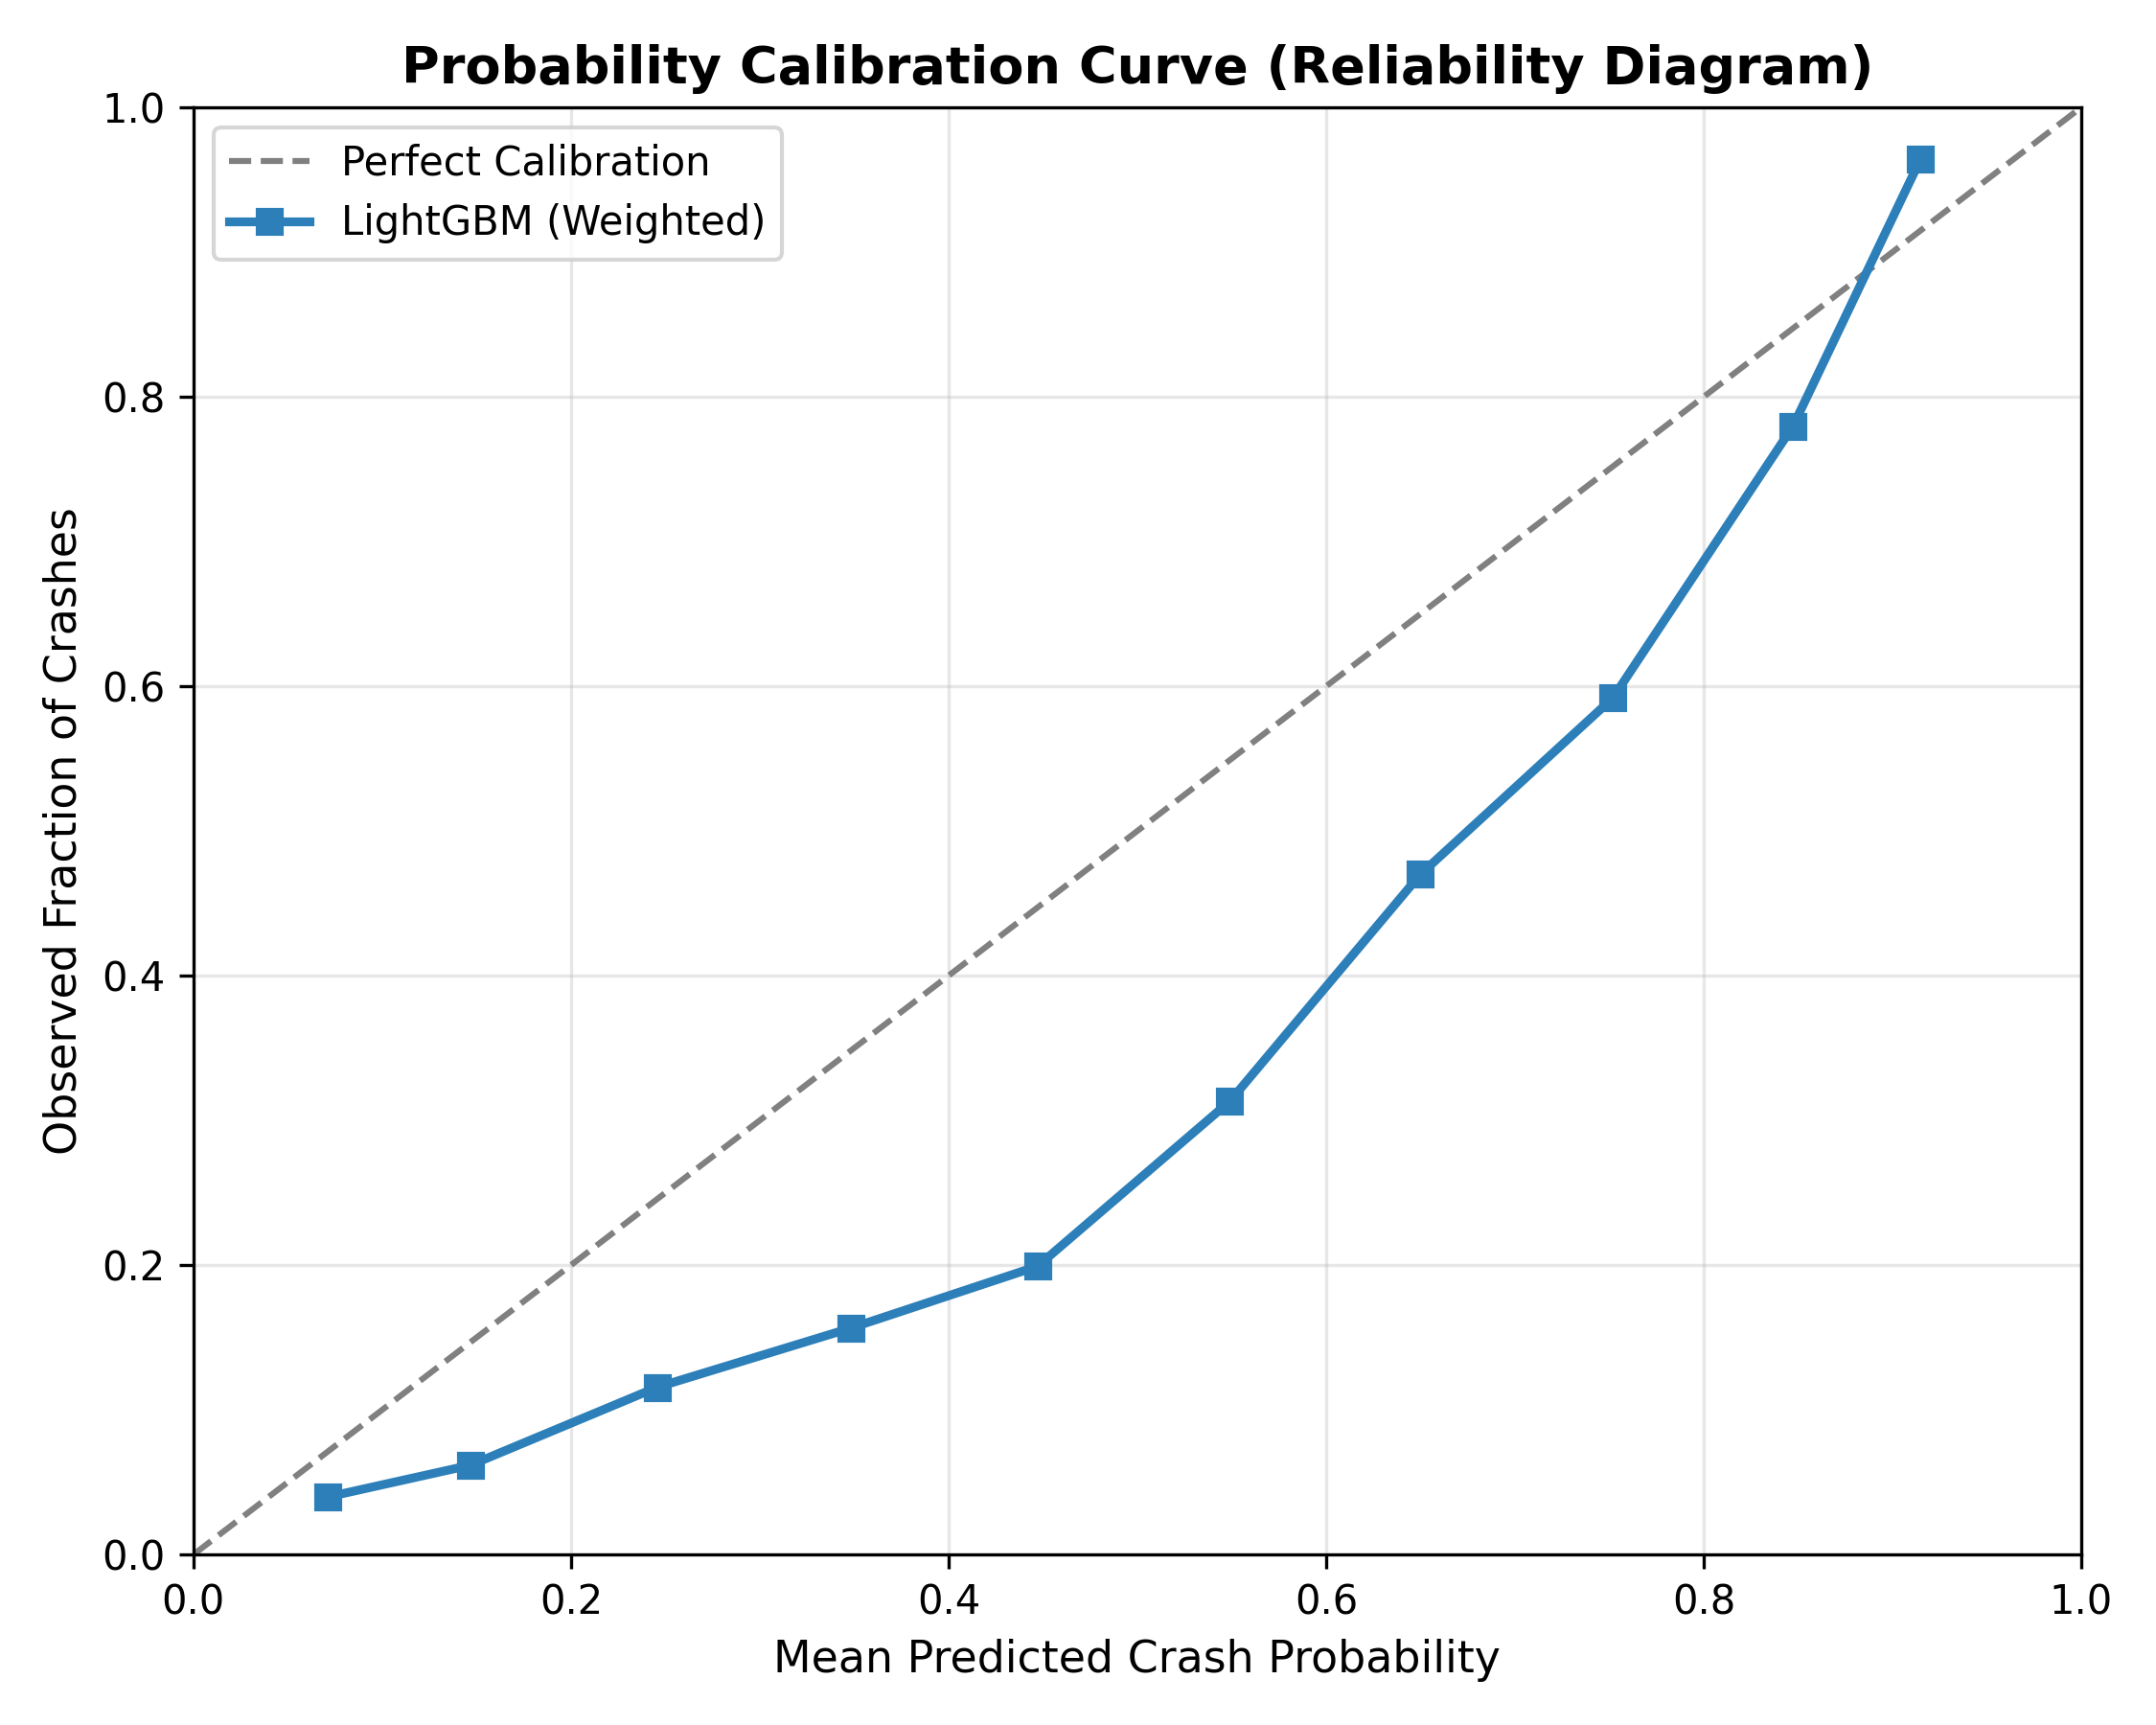 Probability Calibration Curve (Reliability Diagram)
Perfect Calibration
LightGBM (Weighted)
Observed Fraction of Crashes
1.0
0.8
0.6
0.4
0.2
0.0
0.0 0.2 0.4 0.6 0.8 1.0
Mean Predicted Crash Probability